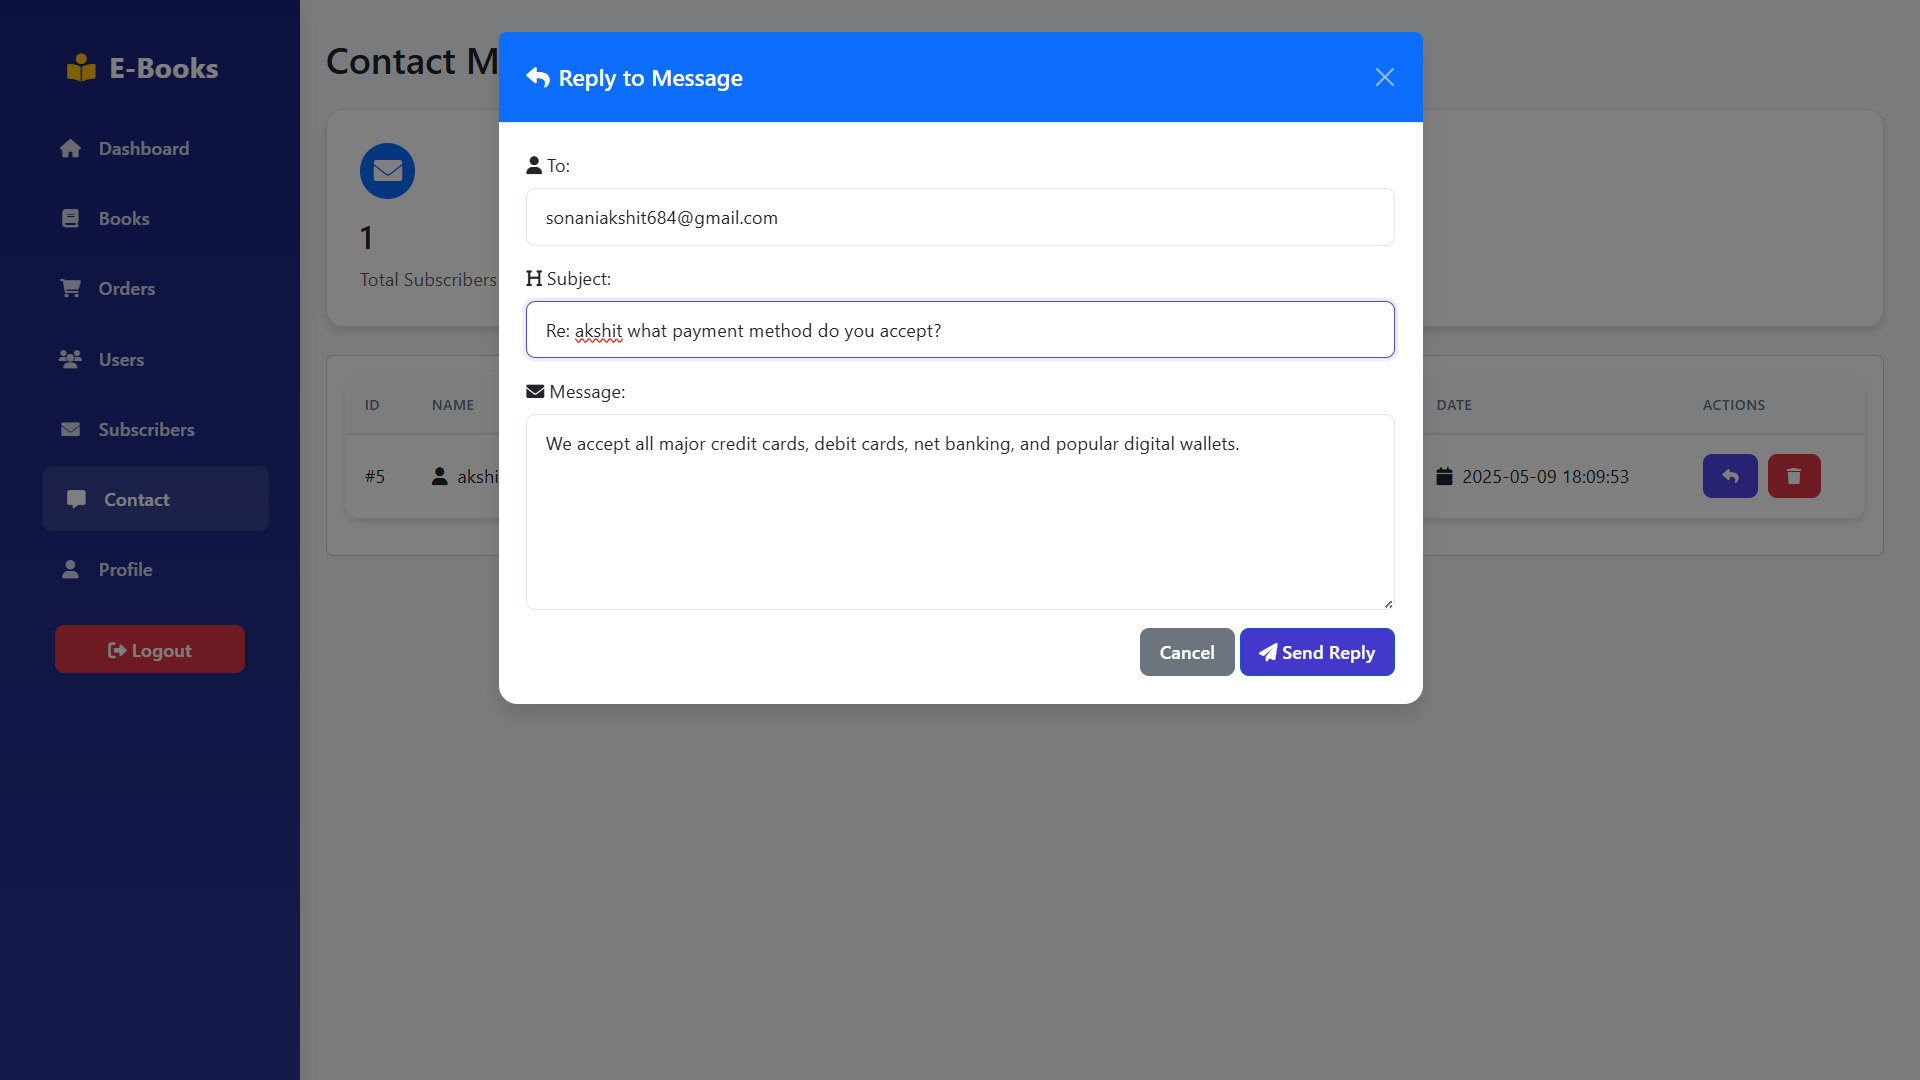 E-Books
Dashboard
Books
Orders
Users
Subscribers
Contact
Profile
Logout
Contact M
1
Total Subscribers
ID NAME DATE ACTIONS
#5 akshi 2025-05-09 18:09:53
Reply to Message
To:
sonaniakshit684@gmail.com
Subject:
Re: akshit what payment method do you accept?
Message:
We accept all major credit cards, debit cards, net banking, and popular digital wallets.
Cancel Send Reply